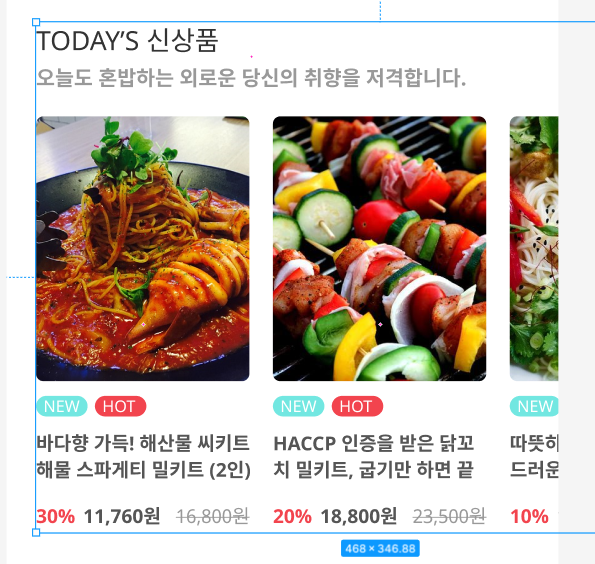 TODAY’S 신상품
오늘도 혼밥하는 외로운 당신의 취향을 저격합니다.
NEW HOT
바다향 가득! 해산물 씨키트
해물 스파게티 밀키트 (2인)
30% 11,760원 16,800원
NEW HOT
HACCP 인증을 받은 닭꼬
치 밀키트, 굽기만 하면 끝
20% 18,800원 23,500원
NEW
따뜻하
드러운
10%
468 × 346.88